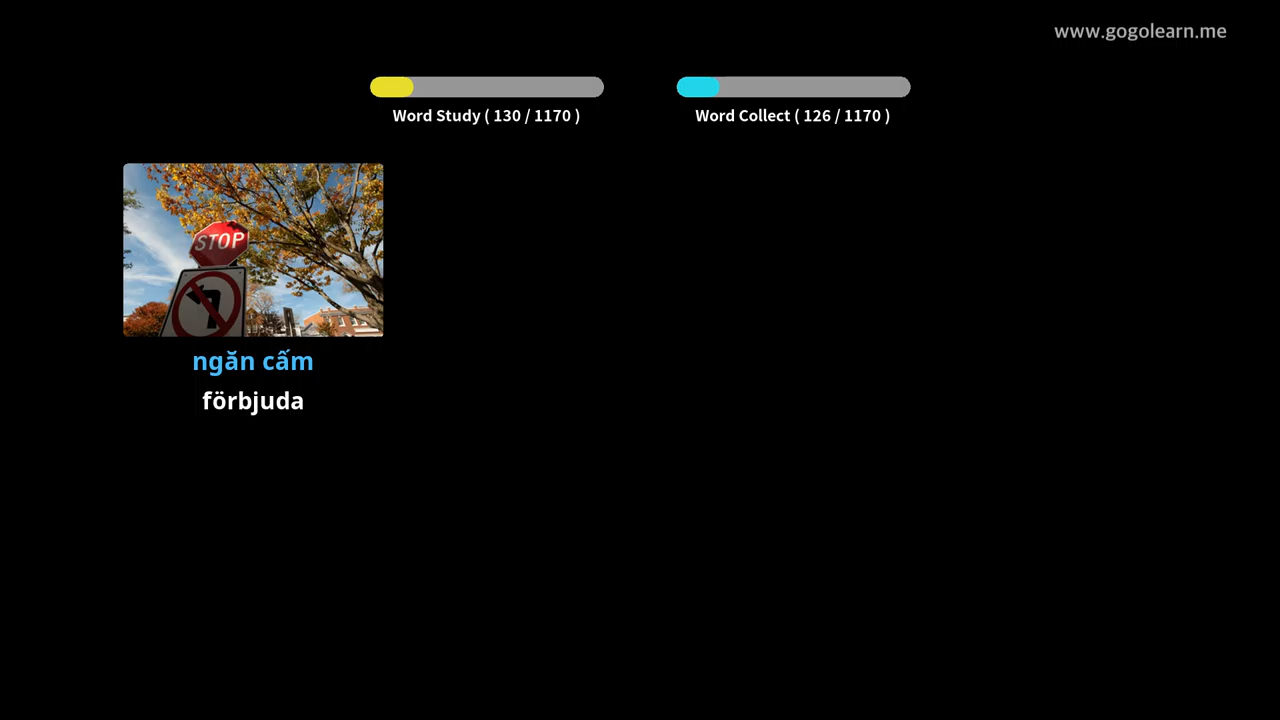 www.gogolearn.me
Word Study ( 130 / 1170 )
Word Collect ( 126 / 1170 )
STOP
ngăn cấm
förbjuda